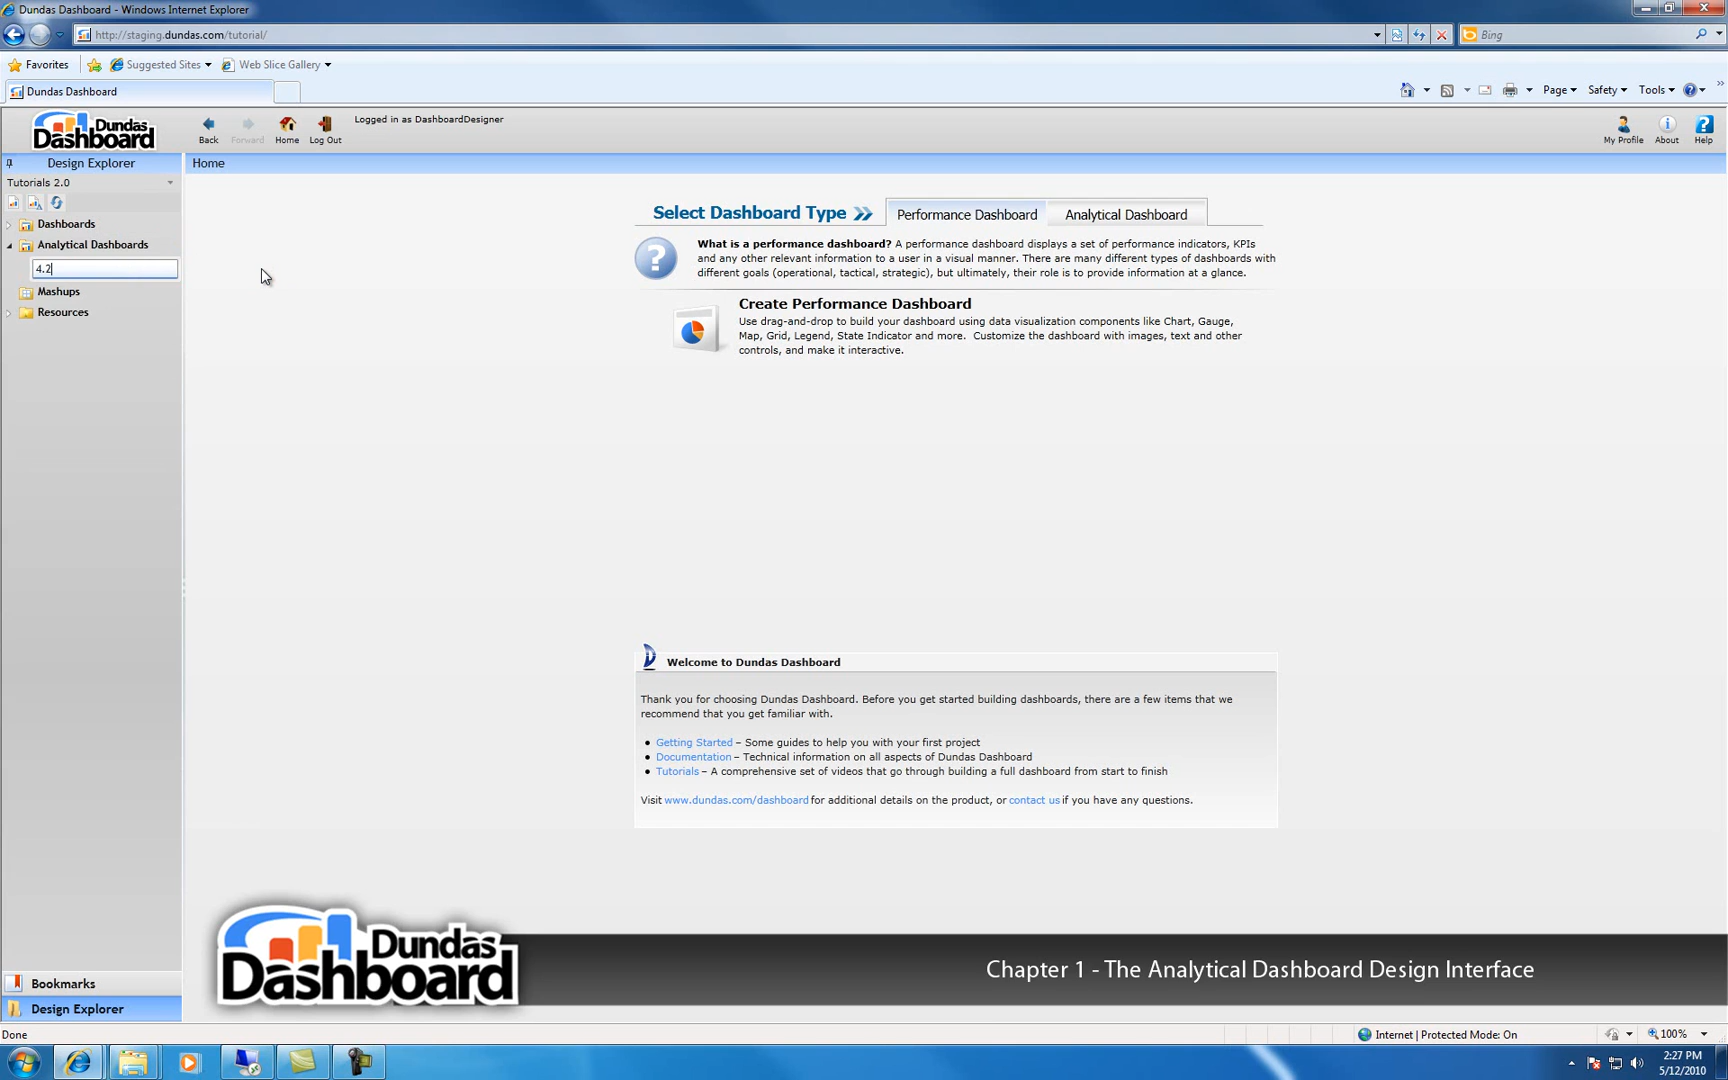 Dundas Dashboard - Windows Internet Explorer
http://staging.dundas.com/tutorial/
Bing
Favorites
Suggested Sites
Web Slice Gallery
Dundas Dashboard
Page
Safety
Tools
Dundas
Dashboard
Back
Forward
Home
Log Out
Logged in as DashboardDesigner
My Profile
About
Help
Design Explorer
Home
Tutorials 2.0
Dashboards
Analytical Dashboards
4.2
Mashups
Resources
Select Dashboard Type
Performance Dashboard
Analytical Dashboard
What is a performance dashboard? A performance dashboard displays a set of performance indicators, KPIs
and any other relevant information to a user in a visual manner. There are many different types of dashboards with
different goals (operational, tactical, strategic), but ultimately, their role is to provide information at a glance.
Create Performance Dashboard
Use drag-and-drop to build your dashboard using data visualization components like Chart, Gauge,
Map, Grid, Legend, State Indicator and more. Customize the dashboard with images, text and other
controls, and make it interactive.
Welcome to Dundas Dashboard
Thank you for choosing Dundas Dashboard. Before you get started building dashboards, there are a few items that we
recommend that you get familiar with.
• Getting Started – Some guides to help you with your first project
• Documentation – Technical information on all aspects of Dundas Dashboard
• Tutorials – A comprehensive set of videos that go through building a full dashboard from start to finish
Visit www.dundas.com/dashboard for additional details on the product, or contact us if you have any questions.
Dundas
Dashboard
Chapter 1 - The Analytical Dashboard Design Interface
Bookmarks
Design Explorer
Done
Internet | Protected Mode: On
100%
2:27 PM
5/12/2010